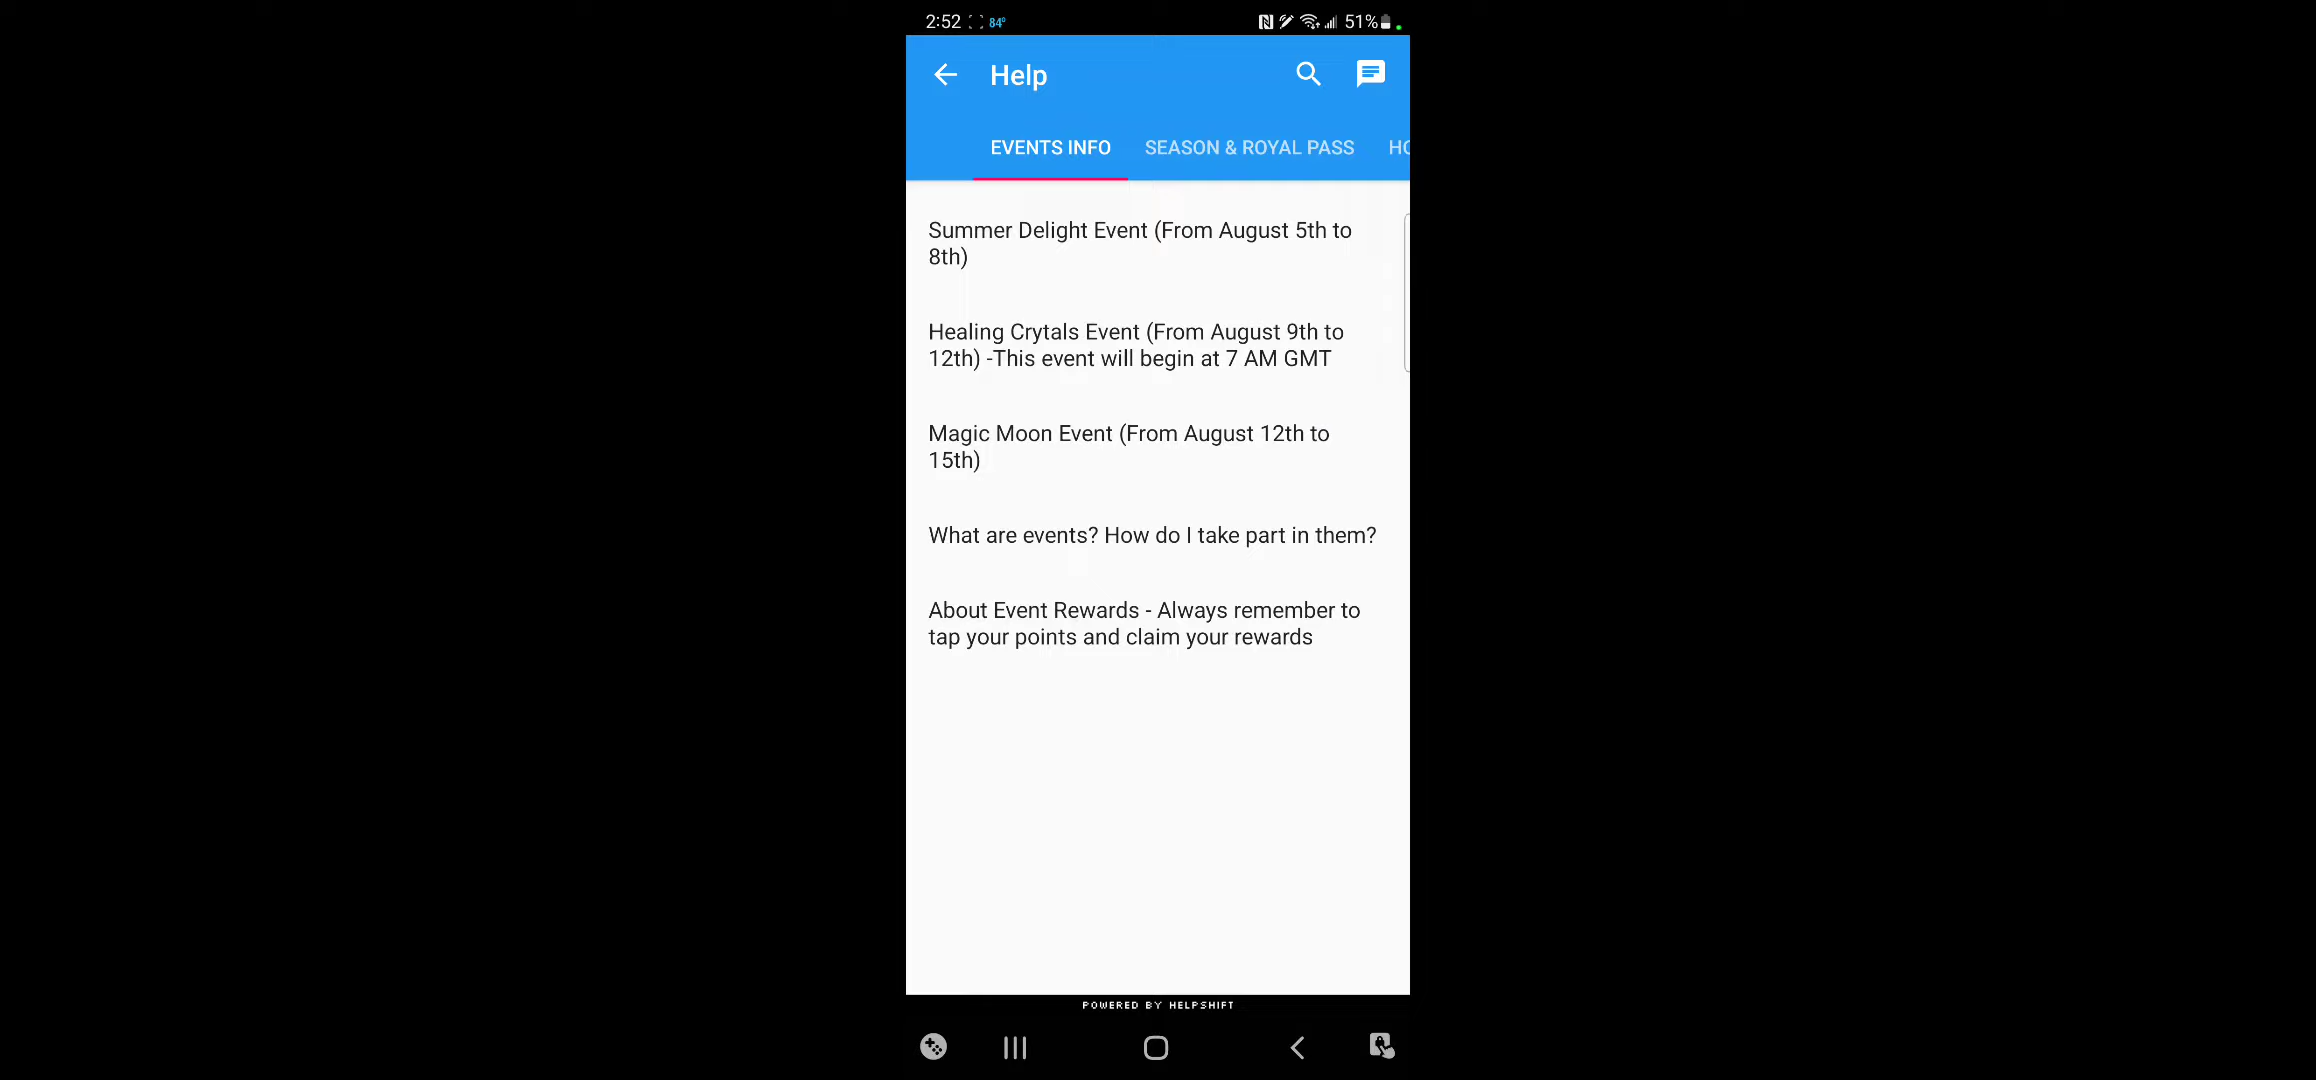 2:52 84° 51%
Help
EVENTS INFO SEASON & ROYAL PASS HO
Summer Delight Event (From August 5th to
8th)
Healing Crytals Event (From August 9th to
12th) -This event will begin at 7 AM GMT
Magic Moon Event (From August 12th to
15th)
What are events? How do I take part in them?
About Event Rewards - Always remember to
tap your points and claim your rewards
POWERED BY HELPSHIFT